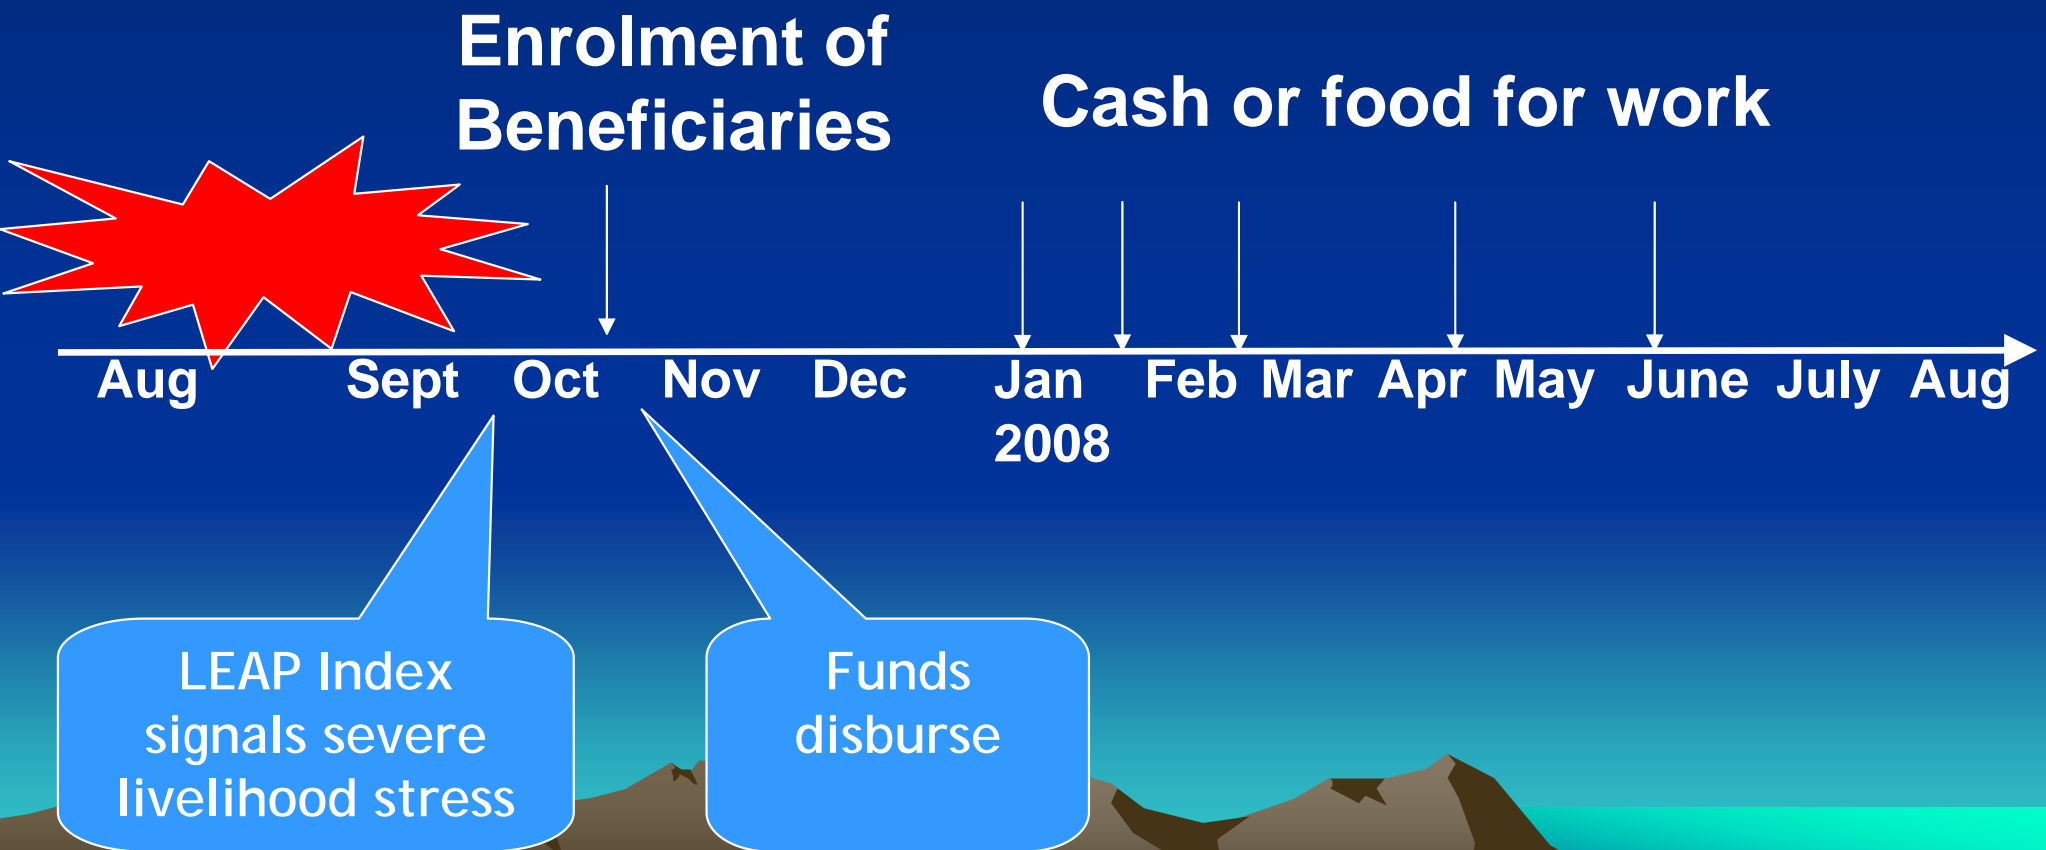 Enrolment of
Beneficiaries
Cash or food for work
Aug Sept Oct Nov Dec Jan Feb Mar Apr May June July Aug
2008
LEAP Index
signals severe
livelihood stress
Funds
disburse